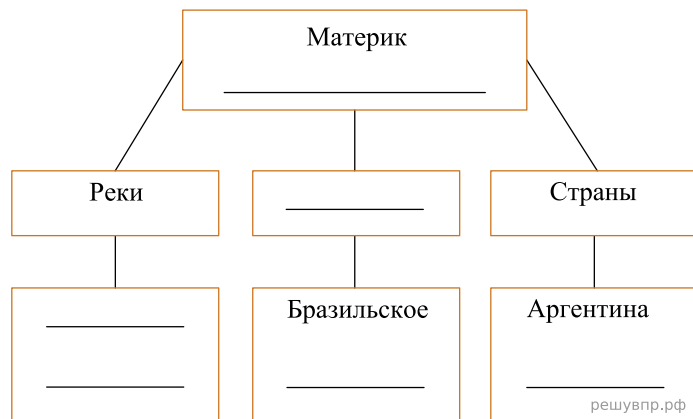 Материк
Реки
Страны
Бразильское
Аргентина
решувпр.рф